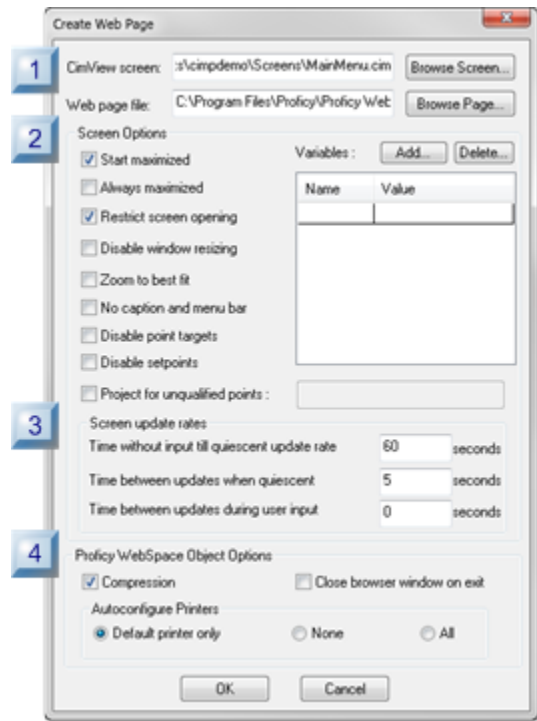 Create Web Page
1
CimView screen: :s\cimpdemo\Screens\MainMenu.cim Browse Screen...
Web page file: C:\Program Files\Proficy\Proficy Web Browse Page...
2
Screen Options
Start maximized
Variables : Add... Delete...
Always maximized
Name Value
Restrict screen opening
Disable window resizing
Zoom to best fit
No caption and menu bar
Disable point targets
Disable setpoints
Project for unqualified points :
3
Screen update rates
Time without input till quiescent update rate 60 seconds
Time between updates when quiescent 5 seconds
Time between updates during user input 0 seconds
4
Proficy WebSpace Object Options
Compression Close browser window on exit
Autoconfigure Printers
Default printer only None All
OK Cancel